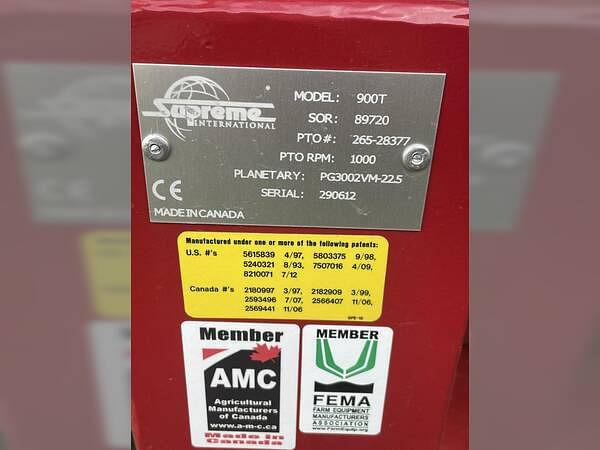 Supreme
INTERNATIONAL
MODEL: 900T
SOR: 89720
PTO#: 265-28377
PTO RPM: 1000
PLANETARY: PG3002VM-22.5
SERIAL: 290612
CE
MADE IN CANADA
Manufactured under one or more of the following patents:
U.S. #'s 5615839 4/97, 5803375 9/98,
5240321 8/93, 7507016 4/09,
8210071 7/12
Canada #'s 2180997 3/97, 2182909 3/99,
2593496 7/07, 2566407 11/06,
2569441 11/06
Member
AMC
Agricultural
Manufacturers
of Canada
www.a-m-c.ca
Made in
Canada
MEMBER
FEMA
FARM EQUIPMENT
MANUFACTURERS
ASSOCIATION
www.FarmEquip.org